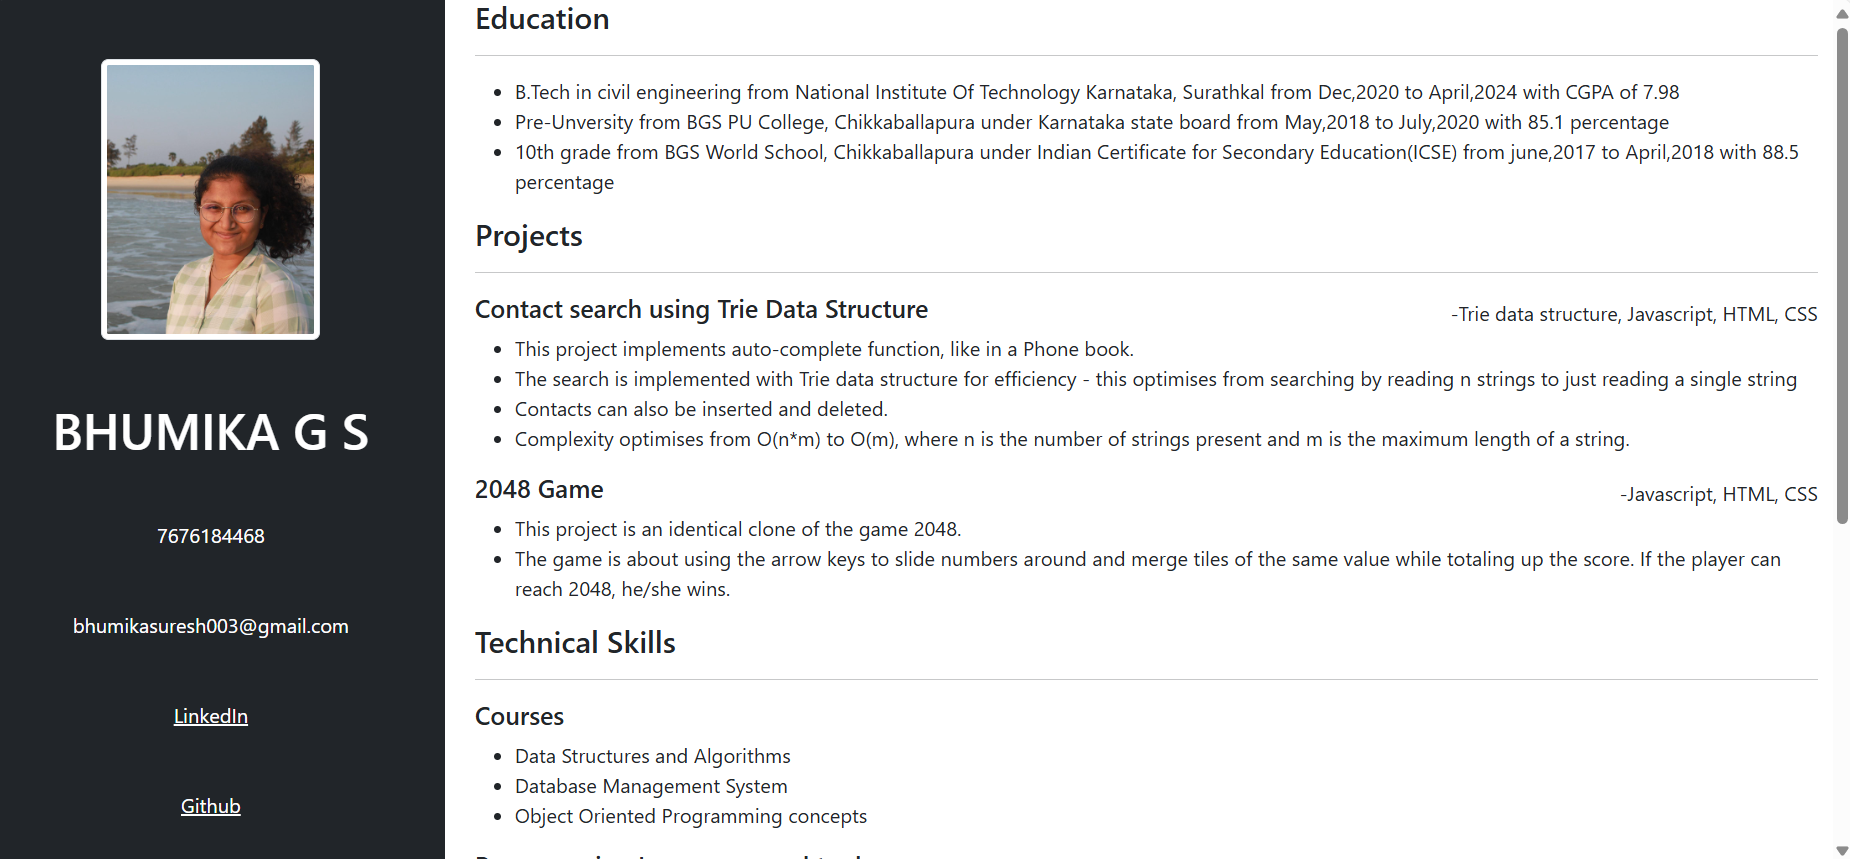 BHUMIKA G S
7676184468
bhumikasuresh003@gmail.com
LinkedIn
Github
Education
B.Tech in civil engineering from National Institute Of Technology Karnataka, Surathkal from Dec,2020 to April,2024 with CGPA of 7.98
Pre-Unversity from BGS PU College, Chikkaballapura under Karnataka state board from May,2018 to July,2020 with 85.1 percentage
10th grade from BGS World School, Chikkaballapura under Indian Certificate for Secondary Education(ICSE) from june,2017 to April,2018 with 88.5
percentage
Projects
Contact search using Trie Data Structure
-Trie data structure, Javascript, HTML, CSS
This project implements auto-complete function, like in a Phone book.
The search is implemented with Trie data structure for efficiency - this optimises from searching by reading n strings to just reading a single string
Contacts can also be inserted and deleted.
Complexity optimises from O(n*m) to O(m), where n is the number of strings present and m is the maximum length of a string.
2048 Game
-Javascript, HTML, CSS
This project is an identical clone of the game 2048.
The game is about using the arrow keys to slide numbers around and merge tiles of the same value while totaling up the score. If the player can
reach 2048, he/she wins.
Technical Skills
Courses
Data Structures and Algorithms
Database Management System
Object Oriented Programming concepts